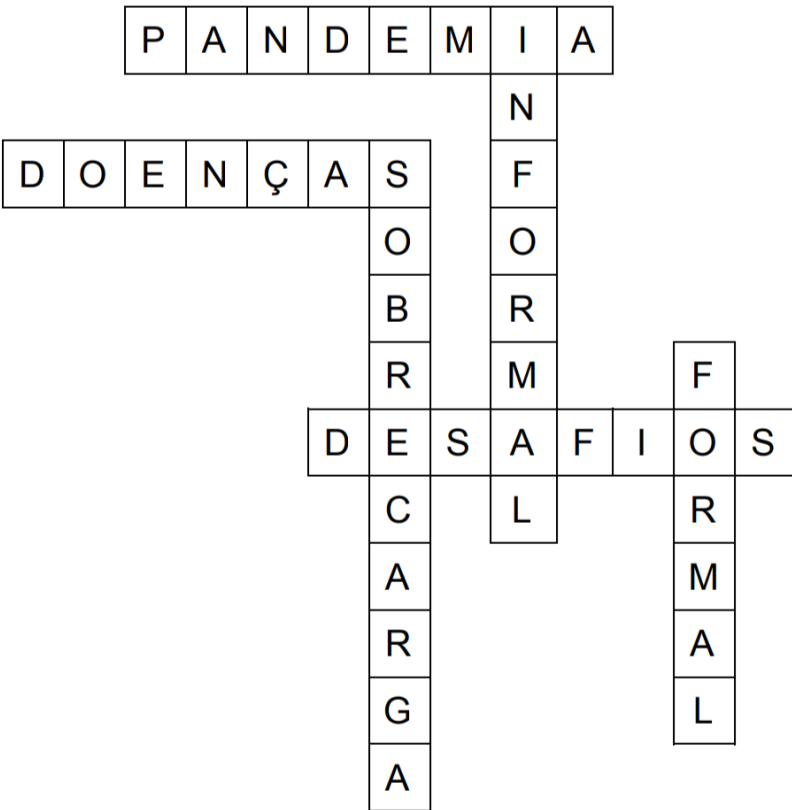 PANDEMIA
INFORMAL
DOENÇAS
SOBRECARGA
FORMAL
DESAFIOS